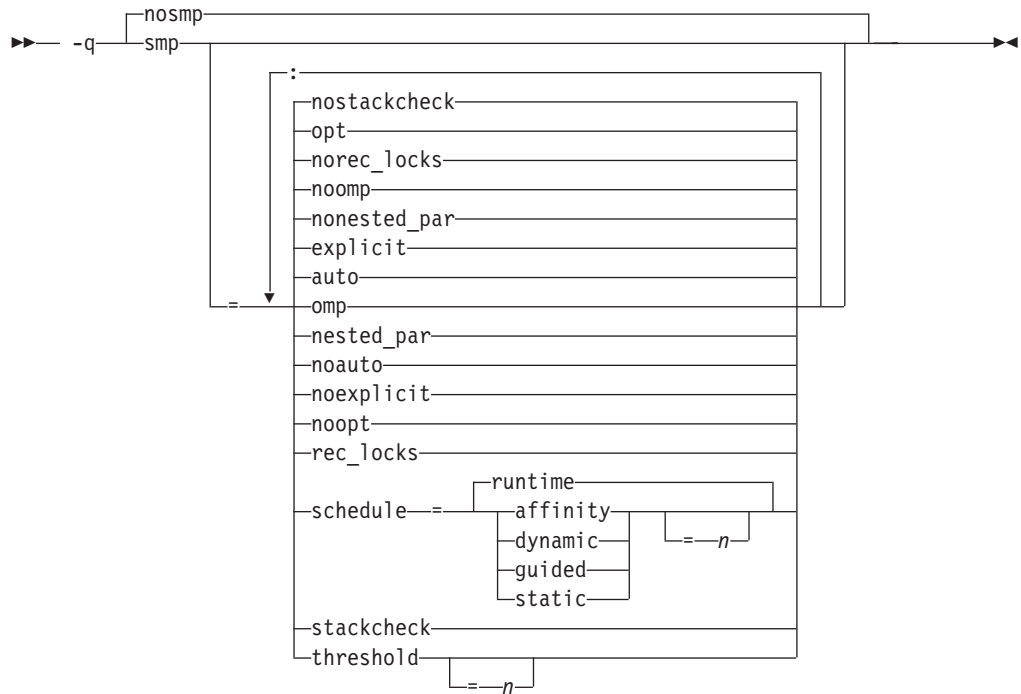 nosmp
-q smp
:
nostackcheck
opt
norec_locks
noomp
nonested_par
explicit
auto
= omp
nested_par
noauto
noexplicit
noopt
rec_locks
runtime
schedule = affinity
dynamic = n
guided
static
stackcheck
threshold
= n